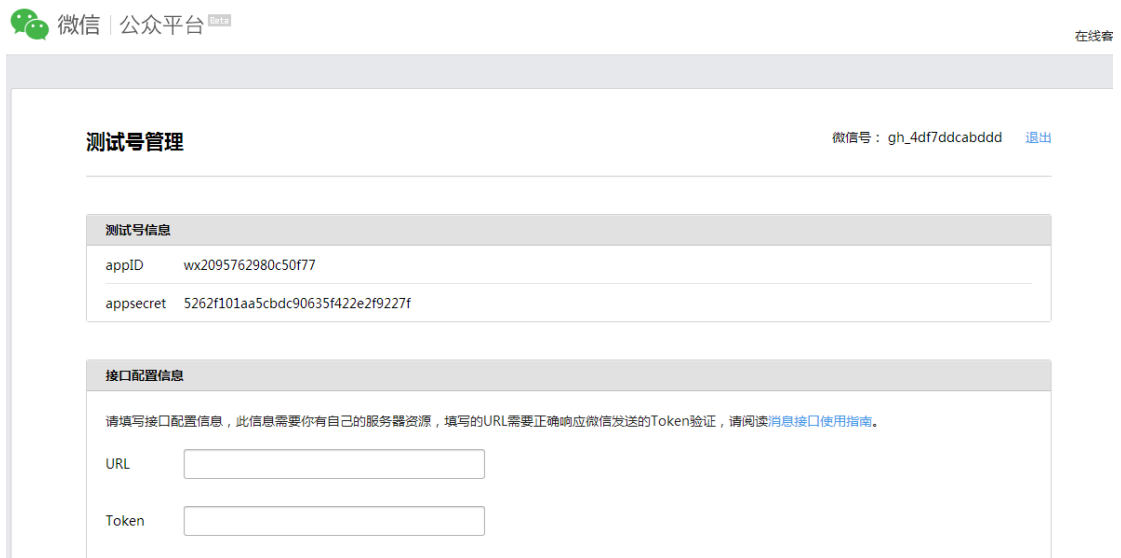 微信 | 公众平台 Beta
在线客
测试号管理
微信号： gh_4df7ddcabddd 退出
测试号信息
appID wx2095762980c50f77
appsecret 5262f101aa5cbdc90635f422e2f9227f
接口配置信息
请填写接口配置信息，此信息需要你有自己的服务器资源，填写的URL需要正确响应微信发送的Token验证，请阅读消息接口使用指南。
URL
Token